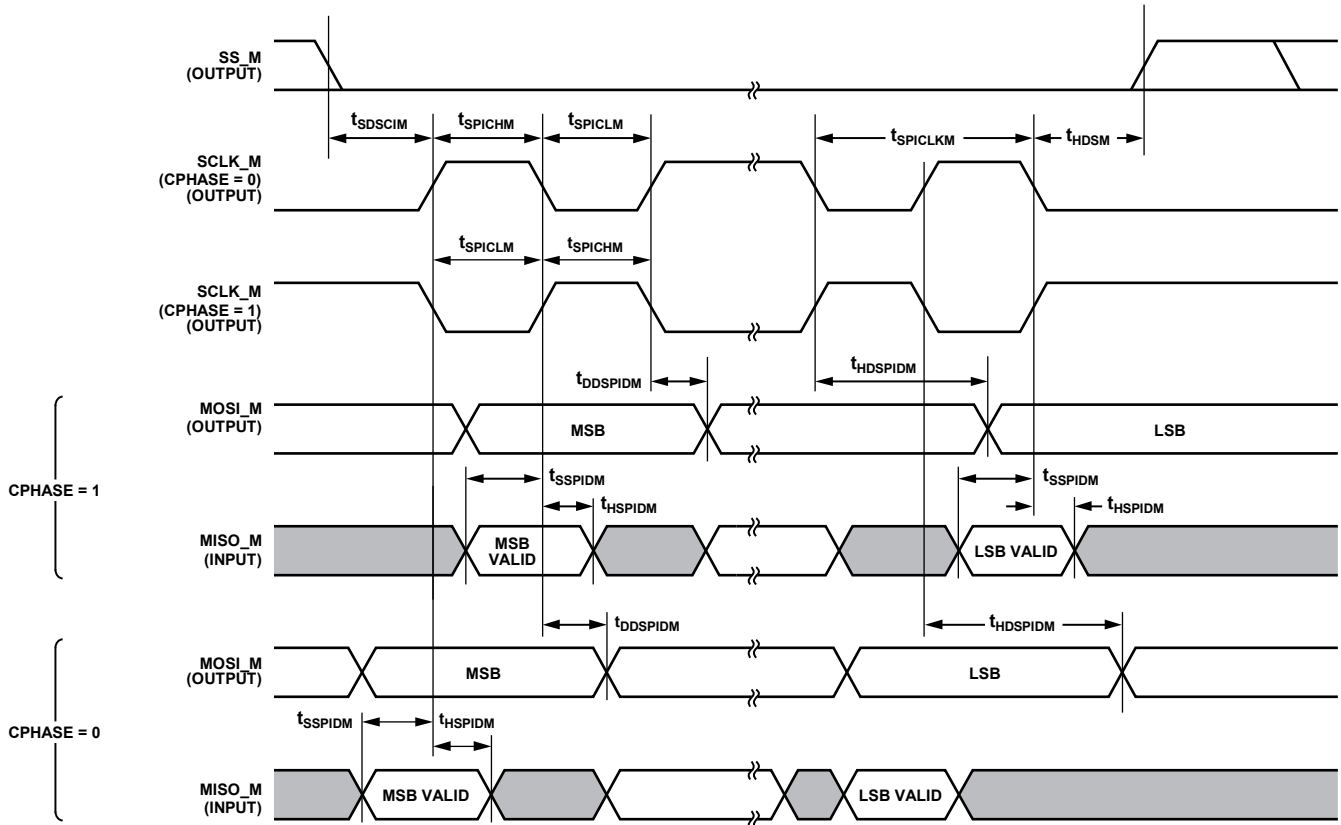 SS_M
(OUTPUT)
tSDSCIM
tSPICHM
tSPICLM
tSPICLKM
tHDSM
SCLK_M
(CPHASE = 0)
(OUTPUT)
tSPICLM
tSPICHM
SCLK_M
(CPHASE = 1)
(OUTPUT)
tDDSPIDM
tHDSPIDM
CPHASE = 1
MOSI_M
(OUTPUT)
MSB
LSB
tSSPIDM
tHSPIDM
tSSPIDM
tHSPIDM
MISO_M
(INPUT)
MSB
VALID
LSB VALID
tDDSPIDM
tHDSPIDM
CPHASE = 0
MOSI_M
(OUTPUT)
MSB
LSB
tSSPIDM
tHSPIDM
MISO_M
(INPUT)
MSB VALID
LSB VALID